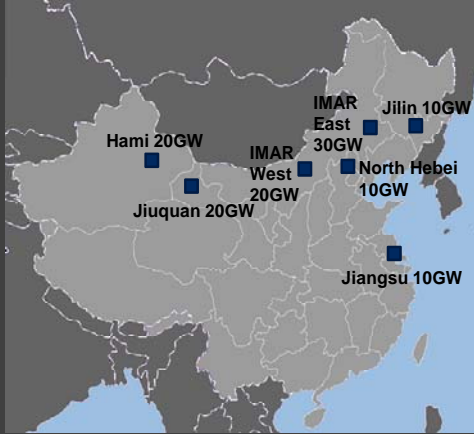 IMAR
East
30GW
Jilin 10GW
Hami 20GW
IMAR
West
20GW
North Hebei
10GW
Jiuquan 20GW
Jiangsu 10GW